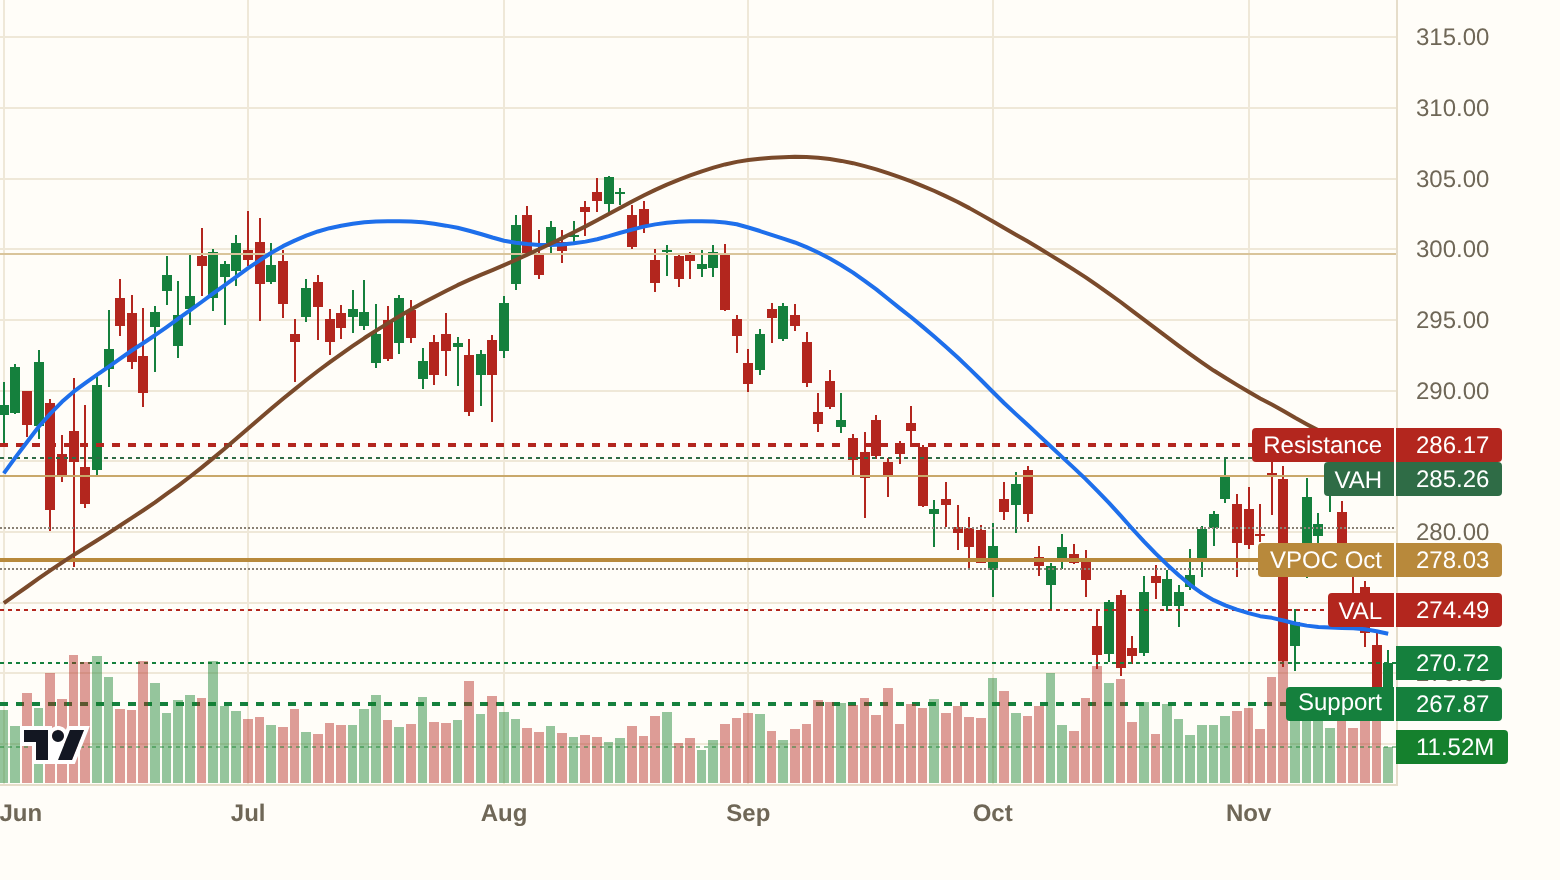 315.00
310.00
305.00
300.00
295.00
290.00
Resistance 286.17
VAH 285.26
280.00
VPOC Oct 278.03
VAL 274.49
270.72
Support 267.87
11.52M
Jun Jul Aug Sep Oct Nov